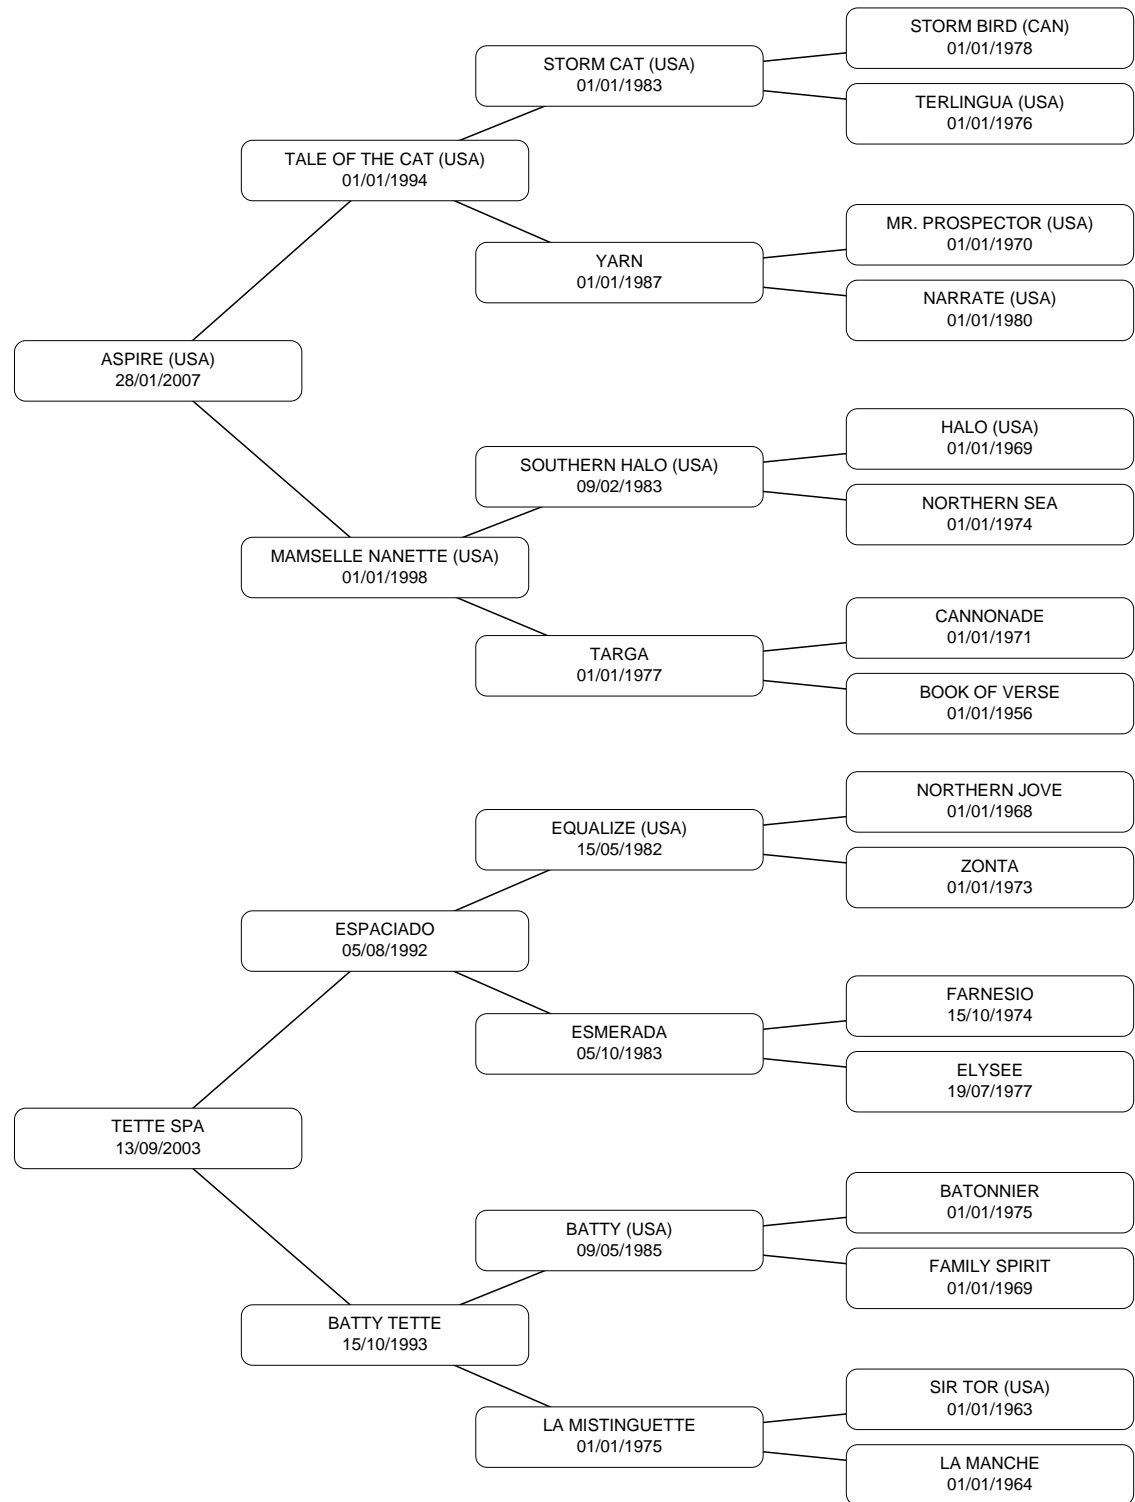 STORM BIRD (CAN)
01/01/1978
STORM CAT (USA)
01/01/1983
TERLINGUA (USA)
01/01/1976
TALE OF THE CAT (USA)
01/01/1994
MR. PROSPECTOR (USA)
01/01/1970
YARN
01/01/1987
NARRATE (USA)
01/01/1980
ASPIRE (USA)
28/01/2007
HALO (USA)
01/01/1969
SOUTHERN HALO (USA)
09/02/1983
NORTHERN SEA
01/01/1974
MAMSELLE NANETTE (USA)
01/01/1998
CANNONADE
01/01/1971
TARGA
01/01/1977
BOOK OF VERSE
01/01/1956
NORTHERN JOVE
01/01/1968
EQUALIZE (USA)
15/05/1982
ZONTA
01/01/1973
ESPACIADO
05/08/1992
FARNESIO
15/10/1974
ESMERADA
05/10/1983
ELYSEE
19/07/1977
TETTE SPA
13/09/2003
BATONNIER
01/01/1975
BATTY (USA)
09/05/1985
FAMILY SPIRIT
01/01/1969
BATTY TETTE
15/10/1993
SIR TOR (USA)
01/01/1963
LA MISTINGUETTE
01/01/1975
LA MANCHE
01/01/1964